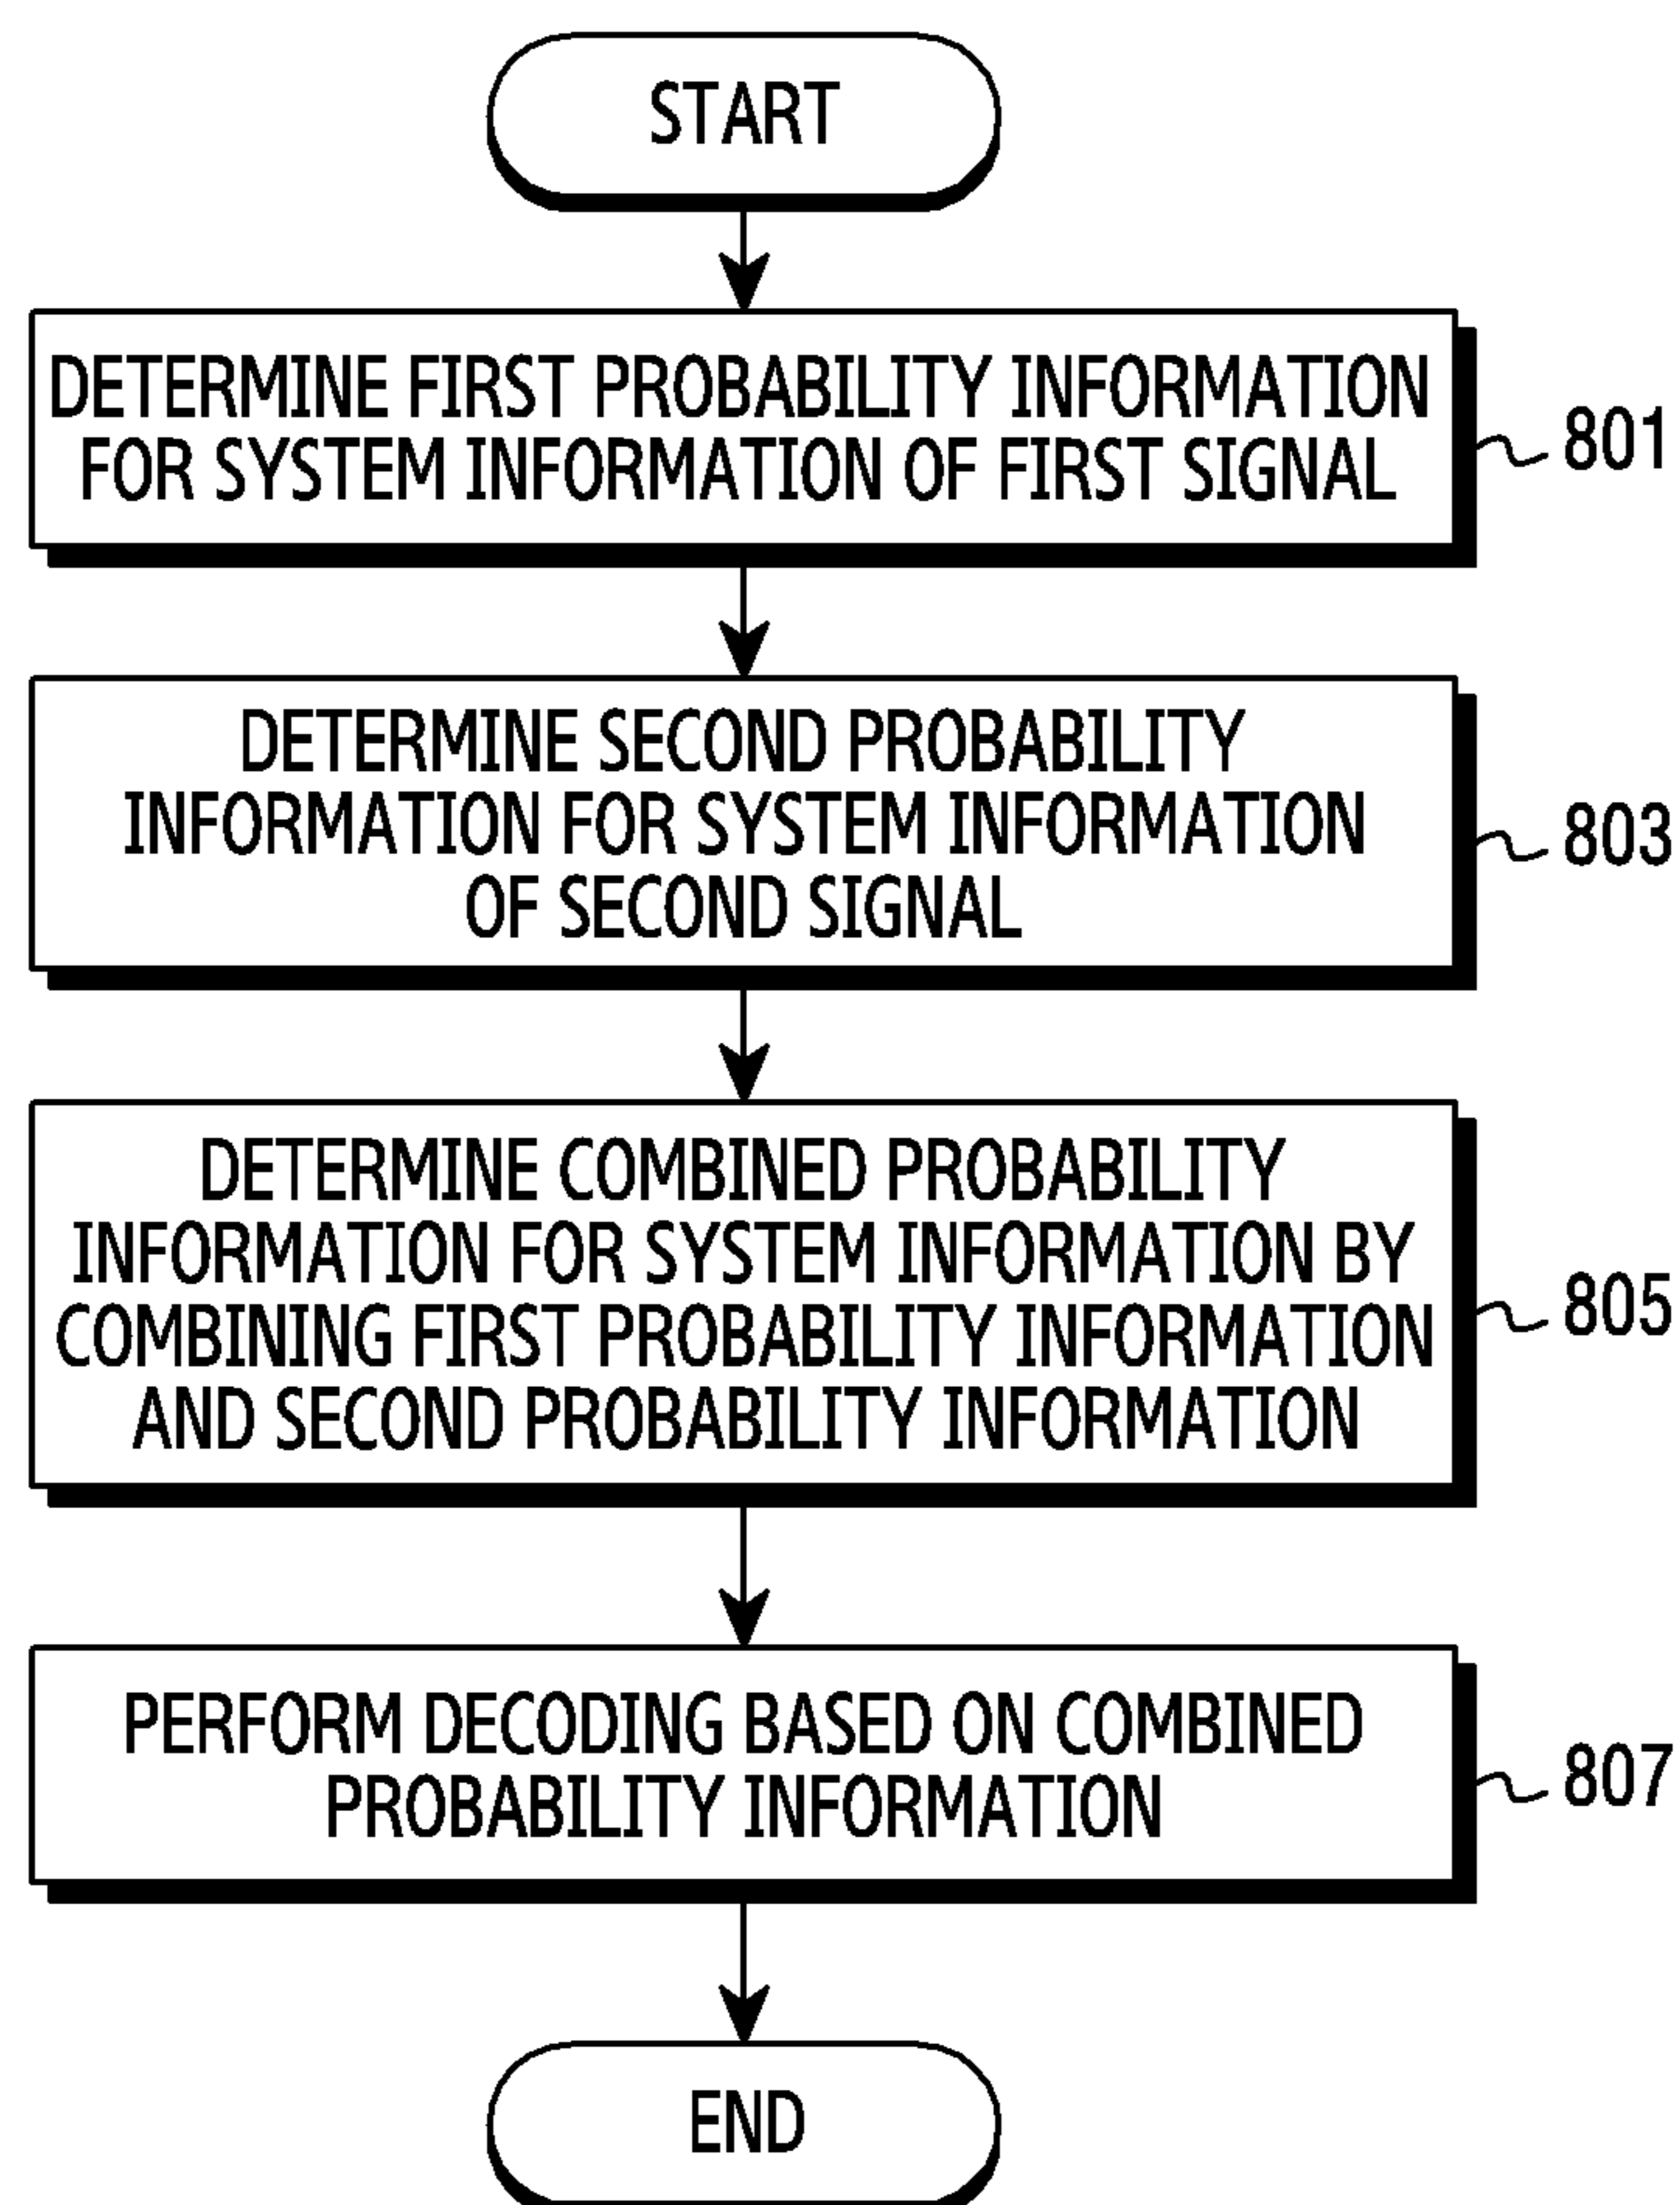 START
DETERMINE FIRST PROBABILITY INFORMATION
FOR SYSTEM INFORMATION OF FIRST SIGNAL
801
DETERMINE SECOND PROBABILITY
INFORMATION FOR SYSTEM INFORMATION
OF SECOND SIGNAL
803
DETERMINE COMBINED PROBABILITY
INFORMATION FOR SYSTEM INFORMATION BY
COMBINING FIRST PROBABILITY INFORMATION
AND SECOND PROBABILITY INFORMATION
805
PERFORM DECODING BASED ON COMBINED
PROBABILITY INFORMATION
807
END